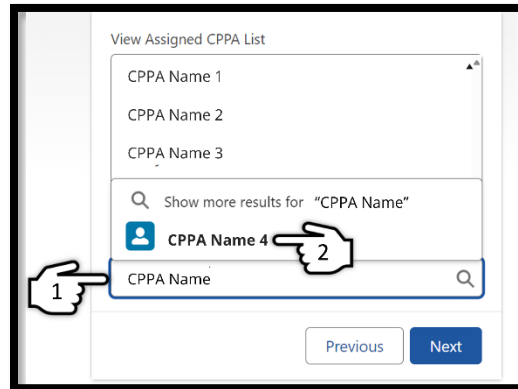 View Assigned CPPA List
CPPA Name 1
CPPA Name 2
CPPA Name 3
Show more results for "CPPA Name"
CPPA Name 4
2
1
CPPA Name
Previous
Next